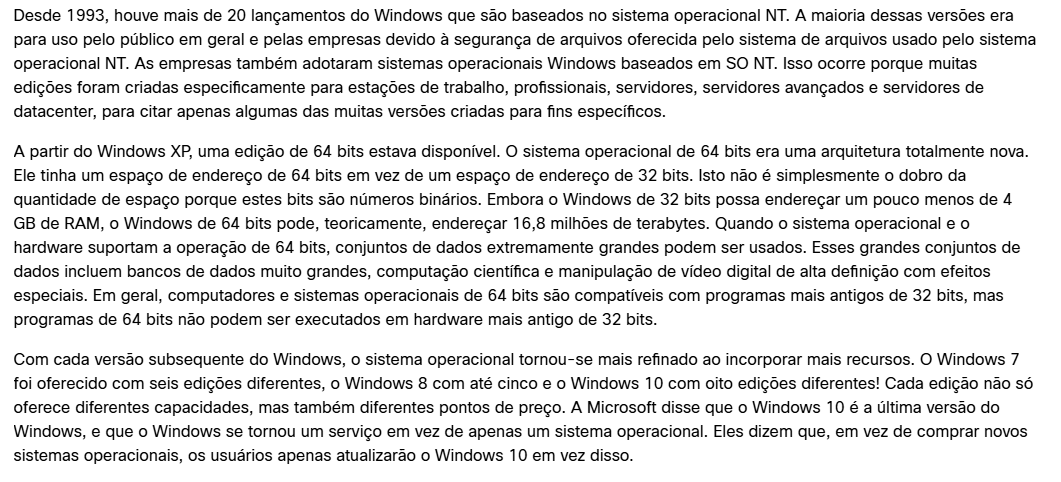 Desde 1993, houve mais de 20 lançamentos do Windows que são baseados no sistema operacional NT. A maioria dessas versões era
para uso pelo público em geral e pelas empresas devido à segurança de arquivos oferecida pelo sistema de arquivos usado pelo sistema
operacional NT. As empresas também adotaram sistemas operacionais Windows baseados em SO NT. Isso ocorre porque muitas
edições foram criadas especificamente para estações de trabalho, profissionais, servidores, servidores avançados e servidores de
datacenter, para citar apenas algumas das muitas versões criadas para fins específicos.
A partir do Windows XP, uma edição de 64 bits estava disponível. O sistema operacional de 64 bits era uma arquitetura totalmente nova.
Ele tinha um espaço de endereço de 64 bits em vez de um espaço de endereço de 32 bits. Isto não é simplesmente o dobro da
quantidade de espaço porque estes bits são números binários. Embora o Windows de 32 bits possa endereçar um pouco menos de 4
GB de RAM, o Windows de 64 bits pode, teoricamente, endereçar 16,8 milhões de terabytes. Quando o sistema operacional e o
hardware suportam a operação de 64 bits, conjuntos de dados extremamente grandes podem ser usados. Esses grandes conjuntos de
dados incluem bancos de dados muito grandes, computação científica e manipulação de vídeo digital de alta definição com efeitos
especiais. Em geral, computadores e sistemas operacionais de 64 bits são compatíveis com programas mais antigos de 32 bits, mas
programas de 64 bits não podem ser executados em hardware mais antigo de 32 bits.
Com cada versão subsequente do Windows, o sistema operacional tornou-se mais refinado ao incorporar mais recursos. O Windows 7
foi oferecido com seis edições diferentes, o Windows 8 com até cinco e o Windows 10 com oito edições diferentes! Cada edição não só
oferece diferentes capacidades, mas também diferentes pontos de preço. A Microsoft disse que o Windows 10 é a última versão do
Windows, e que o Windows se tornou um serviço em vez de apenas um sistema operacional. Eles dizem que, em vez de comprar novos
sistemas operacionais, os usuários apenas atualizarão o Windows 10 em vez disso.